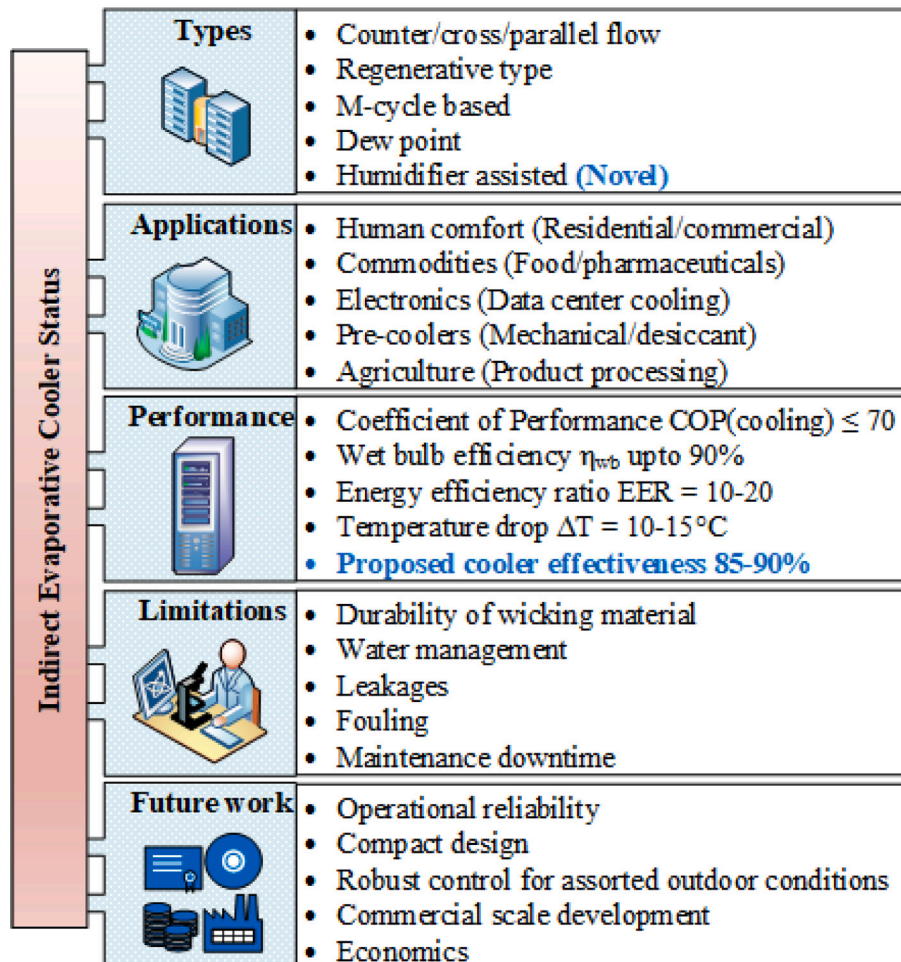 Indirect Evaporative Cooler Status
Types
• Counter/cross/parallel flow
• Regenerative type
• M-cycle based
• Dew point
• Humidifier assisted (Novel)
Applications
• Human comfort (Residential/commercial)
• Commodities (Food/pharmaceuticals)
• Electronics (Data center cooling)
• Pre-coolers (Mechanical/desiccant)
• Agriculture (Product processing)
Performance
• Coefficient of Performance COP(cooling) ≤ 70
• Wet bulb efficiency ηwb upto 90%
• Energy efficiency ratio EER = 10-20
• Temperature drop ΔT = 10-15°C
• Proposed cooler effectiveness 85-90%
Limitations
• Durability of wicking material
• Water management
• Leakages
• Fouling
• Maintenance downtime
Future work
• Operational reliability
• Compact design
• Robust control for assorted outdoor conditions
• Commercial scale development
• Economics